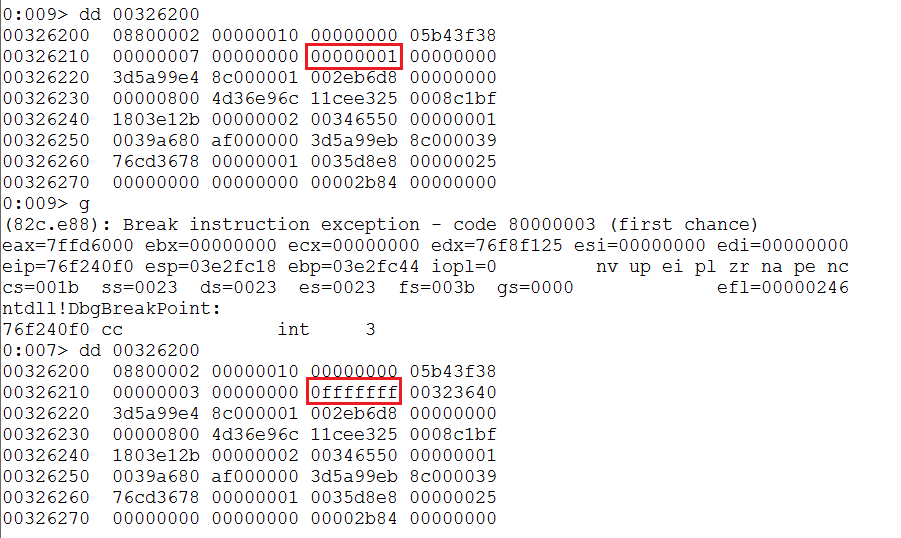 0:009> dd 00326200
00326200  08800002 00000010 00000000 05b43f38
00326210  00000007 00000000 00000001 00000000
00326220  3d5a99e4 8c000001 002eb6d8 00000000
00326230  00000800 4d36e96c 11cee325 0008c1bf
00326240  1803e12b 00000002 00346550 00000001
00326250  0039a680 af000000 3d5a99eb 8c000039
00326260  76cd3678 00000001 0035d8e8 00000025
00326270  00000000 00000000 00002b84 00000000
0:009> g
(82c.e88): Break instruction exception - code 80000003 (first chance)
eax=7ffd6000 ebx=00000000 ecx=00000000 edx=76f8f125 esi=00000000 edi=00000000
eip=76f240f0 esp=03e2fc18 ebp=03e2fc44 iopl=0         nv up ei pl zr na pe nc
cs=001b  ss=0023  ds=0023  es=0023  fs=003b  gs=0000             efl=00000246
ntdll!DbgBreakPoint:
76f240f0 cc              int     3
0:007> dd 00326200
00326200  08800002 00000010 00000000 05b43f38
00326210  00000003 00000000 0fffffff 00323640
00326220  3d5a99e4 8c000001 002eb6d8 00000000
00326230  00000800 4d36e96c 11cee325 0008c1bf
00326240  1803e12b 00000002 00346550 00000001
00326250  0039a680 af000000 3d5a99eb 8c000039
00326260  76cd3678 00000001 0035d8e8 00000025
00326270  00000000 00000000 00002b84 00000000